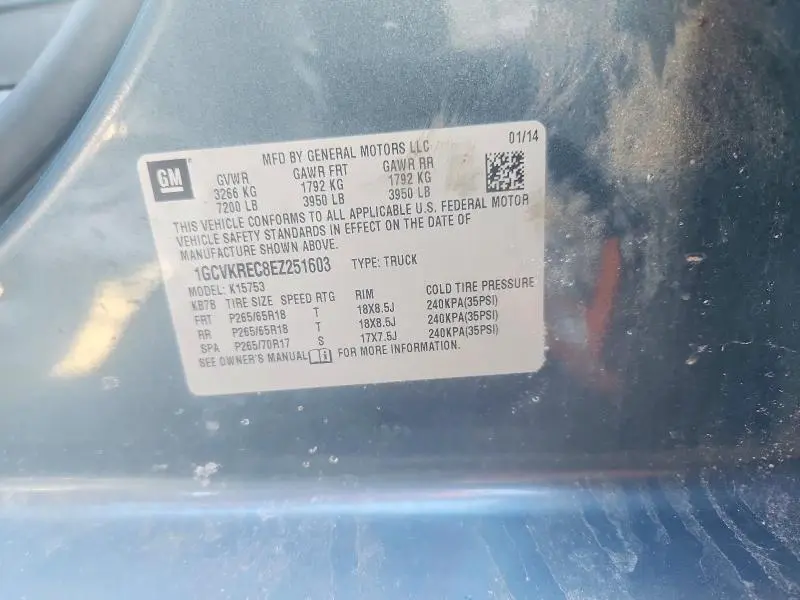 GM
MFD BY GENERAL MOTORS LLC 01/14
GVWR GAWR FRT GAWR RR
3266 KG 1792 KG 1792 KG
7200 LB 3950 LB 3950 LB
THIS VEHICLE CONFORMS TO ALL APPLICABLE U.S. FEDERAL MOTOR
VEHICLE SAFETY STANDARDS IN EFFECT ON THE DATE OF
MANUFACTURE SHOWN ABOVE.
1GCVKREC8EZ251603 TYPE: TRUCK
MODEL: K15753
KB7B TIRE SIZE SPEED RTG RIM COLD TIRE PRESSURE
FRT P265/65R18 T 18X8.5J 240KPA(35PSI)
RR P265/65R18 T 18X8.5J 240KPA(35PSI)
SPA P265/70R17 S 17X7.5J 240KPA(35PSI)
SEE OWNER'S MANUAL FOR MORE INFORMATION.